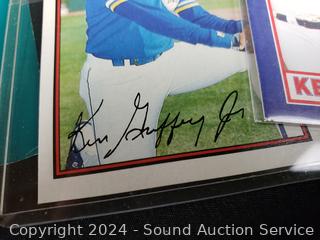 Ken Griffey Jr
KE
Copyright 2024 - Sound Auction Service